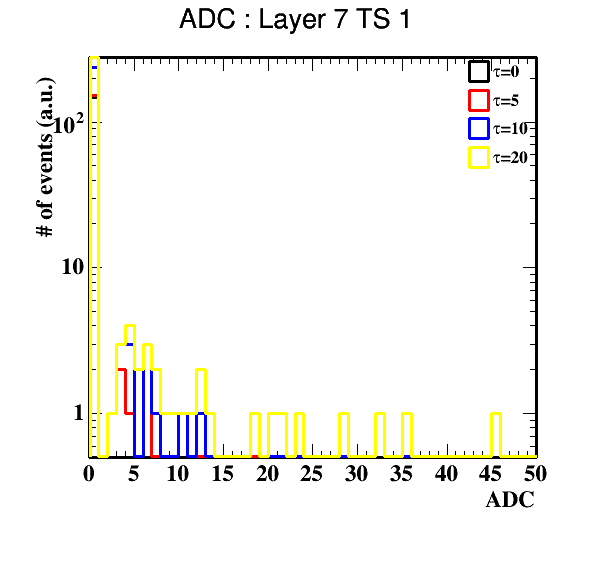 ADC : Layer 7 TS 1
# of events (a.u.)
10²
10
1
τ=0
τ=5
τ=10
τ=20
0 5 10 15 20 25 30 35 40 45 50
ADC